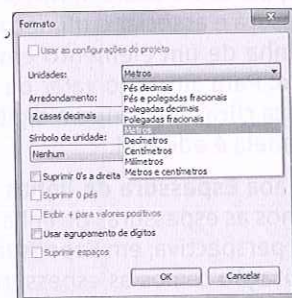 Formato
Usar as configurações do projeto
Unidades:
Metros
Pés decimais
Pés e polegadas fracionais
Polegadas decimais
Polegadas fracionais
Metros
Decímetros
Centímetros
Milímetros
Metros e centímetros
Arredondamento:
2 casas decimais
Símbolo de unidade:
Nenhum
Suprimir 0's a direita
Suprimir 0 pés
Exibir + para valores positivos
Usar agrupamento de dígitos
Suprimir espaços
OK
Cancelar